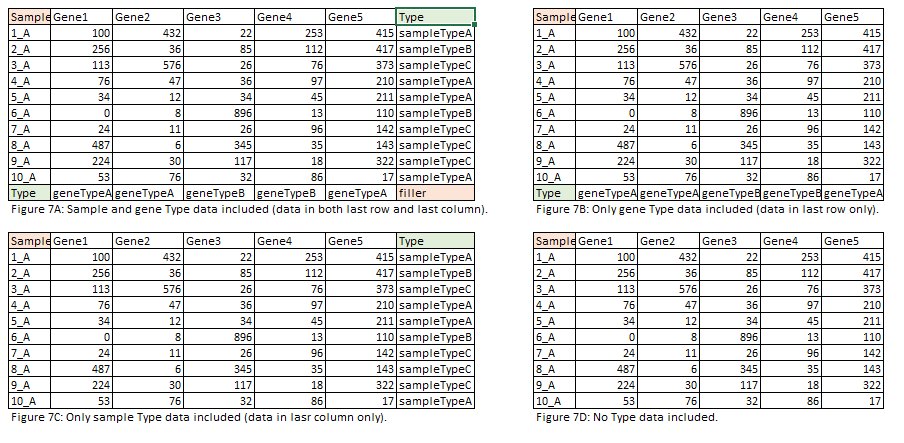 Sample Gene1 Gene2 Gene3 Gene4 Gene5 Type
1_A 100 432 22 253 415 sampleTypeA
2_A 256 36 85 112 417 sampleTypeB
3_A 113 576 26 76 373 sampleTypeC
4_A 76 47 36 97 210 sampleTypeA
5_A 34 12 34 45 211 sampleTypeA
6_A 0 8 896 13 110 sampleTypeB
7_A 24 11 26 96 142 sampleTypeC
8_A 487 6 345 35 143 sampleTypeC
9_A 224 30 117 18 322 sampleTypeC
10_A 53 76 32 86 17 sampleTypeA
Type geneTypeA geneTypeA geneTypeB geneTypeB geneTypeA filler
Figure 7A: Sample and gene Type data included (data in both last row and last column).
Sample Gene1 Gene2 Gene3 Gene4 Gene5
1_A 100 432 22 253 415
2_A 256 36 85 112 417
3_A 113 576 26 76 373
4_A 76 47 36 97 210
5_A 34 12 34 45 211
6_A 0 8 896 13 110
7_A 24 11 26 96 142
8_A 487 6 345 35 143
9_A 224 30 117 18 322
10_A 53 76 32 86 17
Type geneTypeA geneTypeA geneTypeB geneTypeB geneTypeA
Figure 7B: Only gene Type data included (data in last row only).
Sample Gene1 Gene2 Gene3 Gene4 Gene5 Type
1_A 100 432 22 253 415 sampleTypeA
2_A 256 36 85 112 417 sampleTypeB
3_A 113 576 26 76 373 sampleTypeC
4_A 76 47 36 97 210 sampleTypeA
5_A 34 12 34 45 211 sampleTypeA
6_A 0 8 896 13 110 sampleTypeB
7_A 24 11 26 96 142 sampleTypeC
8_A 487 6 345 35 143 sampleTypeC
9_A 224 30 117 18 322 sampleTypeC
10_A 53 76 32 86 17 sampleTypeA
Figure 7C: Only sample Type data included (data in lasr column only).
Sample Gene1 Gene2 Gene3 Gene4 Gene5
1_A 100 432 22 253 415
2_A 256 36 85 112 417
3_A 113 576 26 76 373
4_A 76 47 36 97 210
5_A 34 12 34 45 211
6_A 0 8 896 13 110
7_A 24 11 26 96 142
8_A 487 6 345 35 143
9_A 224 30 117 18 322
10_A 53 76 32 86 17
Figure 7D: No Type data included.